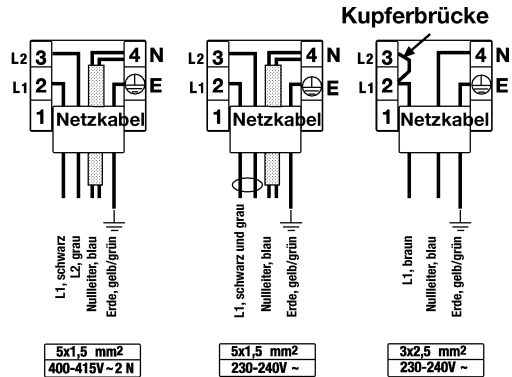 Kupferbrücke
L2 3 4 N
L1 2 E
1
Netzkabel
L1, schwarz
L2, grau
Nullleiter, blau
Erde, gelb/grün
5x1,5 mm2
400-415V~2 N
L2 3 4 N
L1 2 E
1
Netzkabel
L1, schwarz und grau
Nullleiter, blau
Erde, gelb/grün
5x1,5 mm2
230-240V ~
L2 3 4 N
L1 2 E
1
Netzkabel
L1, braun
Nullleiter, blau
Erde, gelb/grün
3x2,5 mm2
230-240V ~